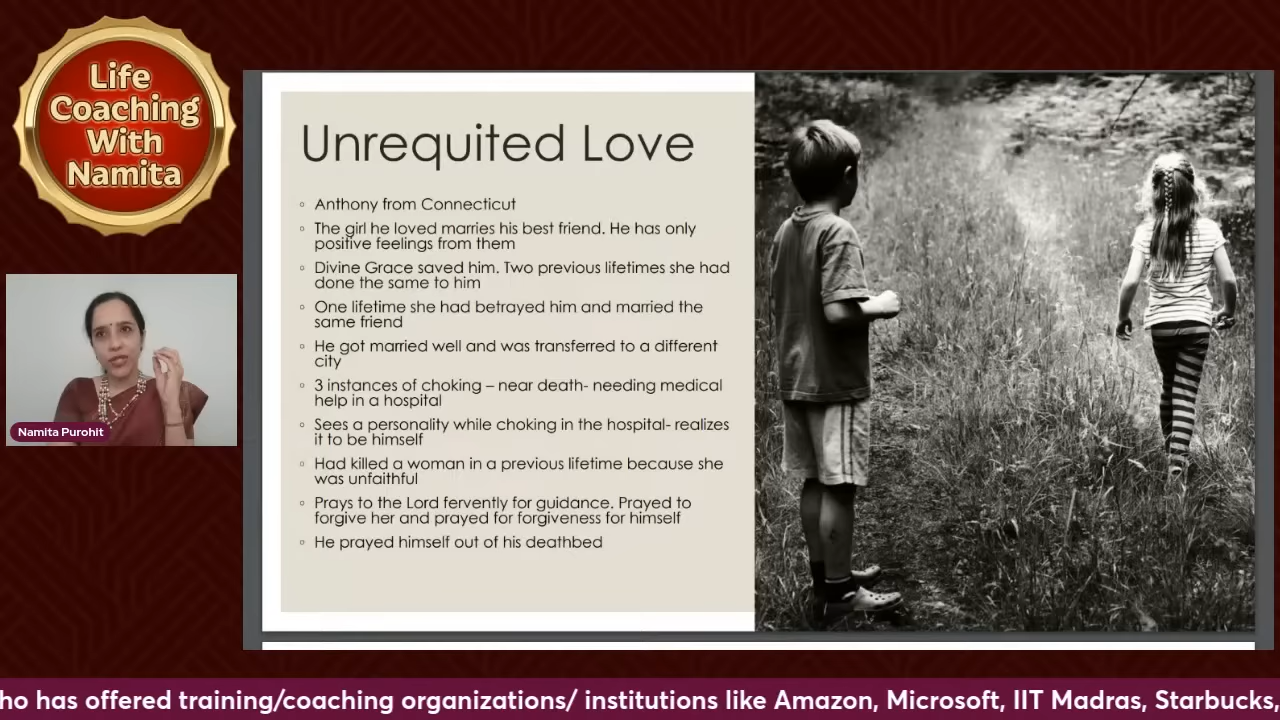 Life
Coaching
With
Namita
Namita Purohit
Unrequited Love
Anthony from Connecticut
The girl he loved marries his best friend. He has only
positive feelings from them
Divine Grace saved him. Two previous lifetimes she had
done the same to him
One lifetime she had betrayed him and married the
same friend
He got married well and was transferred to a different
city
3 instances of choking – near death- needing medical
help in a hospital
Sees a personality while choking in the hospital- realizes
it to be himself
Had killed a woman in a previous lifetime because she
was unfaithful
Prays to the Lord fervently for guidance. Prayed to
forgive her and prayed for forgiveness for himself
He prayed himself out of his deathbed
ho has offered training/coaching organizations/ institutions like Amazon, Microsoft, IIT Madras, Starbucks,